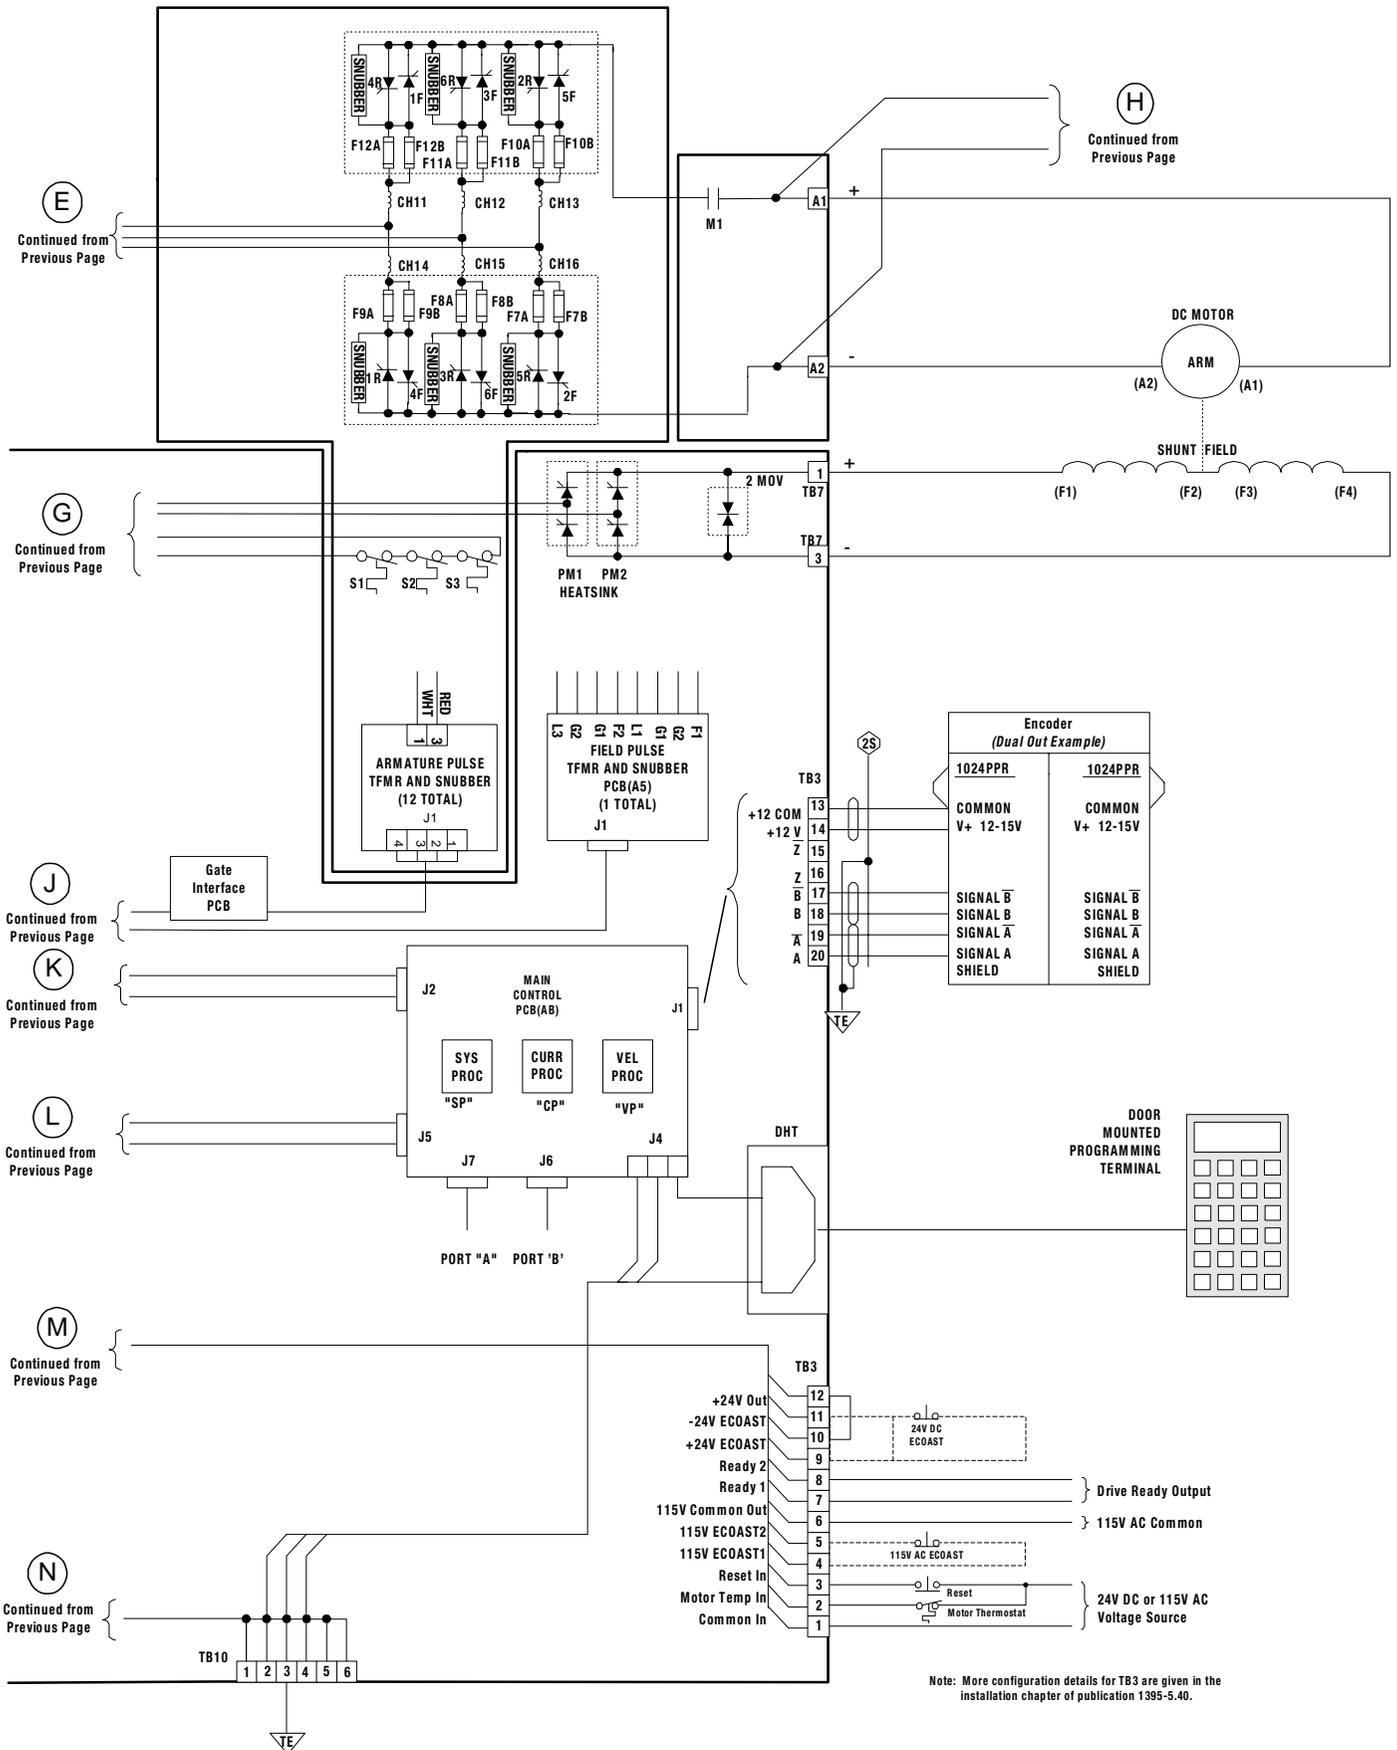 SNUBBER
4R
1F
SNUBBER
6R
3F
SNUBBER
2R
5F
F12A
F12B
F11A
F11B
F10A
F10B
CH11
CH12
CH13
E
Continued from
Previous Page
H
Continued from
Previous Page
M1
A1
+
CH14
CH15
CH16
F9A
F9B
F8A
F8B
F7A
F7B
SNUBBER
1R
4F
SNUBBER
3R
6F
SNUBBER
5R
2F
A2
-
DC MOTOR
ARM
(A2)
(A1)
SHUNT FIELD
(F1)
(F2)
(F3)
(F4)
G
Continued from
Previous Page
S1
S2
S3
PM1
PM2
HEATSINK
2 MOV
1
TB7
+
TB7
3
-
WHT
RED
1
3
ARMATURE PULSE
TFMR AND SNUBBER
(12 TOTAL)
J1
4
3
2
1
L3
G2
G1
F2
L1
G1
G2
F1
FIELD PULSE
TFMR AND SNUBBER
PCB(A5)
(1 TOTAL)
J1
2S
Encoder
(Dual Out Example)
1024PPR
1024PPR
COMMON
COMMON
V+ 12-15V
V+ 12-15V
SIGNAL B̅
SIGNAL B̅
SIGNAL B
SIGNAL B
SIGNAL A̅
SIGNAL A̅
SIGNAL A
SIGNAL A
SHIELD
SHIELD
TB3
+12 COM
13
+12 V
14
Z̅
15
Z
16
B̅
17
B
18
A̅
19
A
20
TE
Gate
Interface
PCB
J
Continued from
Previous Page
K
Continued from
Previous Page
L
Continued from
Previous Page
J2
MAIN
CONTROL
PCB(AB)
J1
SYS
PROC
CURR
PROC
VEL
PROC
"SP"
"CP"
"VP"
J5
J7
J6
J4
PORT "A"
PORT 'B'
DHT
DOOR
MOUNTED
PROGRAMMING
TERMINAL
M
Continued from
Previous Page
TB3
12
+24V Out
11
-24V ECOAST
10
+24V ECOAST
9
Ready 2
8
Ready 1
7
115V Common Out
6
115V ECOAST2
5
115V ECOAST1
4
Reset In
3
Motor Temp In
2
Common In
1
24V DC
ECOAST
Drive Ready Output
115V AC Common
115V AC ECOAST
Reset
Motor Thermostat
24V DC or 115V AC
Voltage Source
N
Continued from
Previous Page
TB10
1
2
3
4
5
6
TE
Note: More configuration details for TB3 are given in the
installation chapter of publication 1395-5.40.